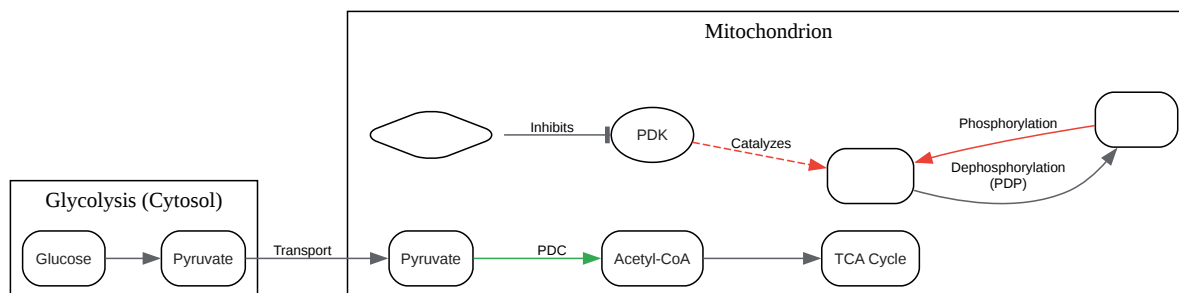 Mitochondrion
Inhibits
PDK
Catalyzes
Phosphorylation
Dephosphorylation
(PDP)
Glycolysis (Cytosol)
Glucose
Pyruvate
Transport
Pyruvate
PDC
Acetyl-CoA
TCA Cycle